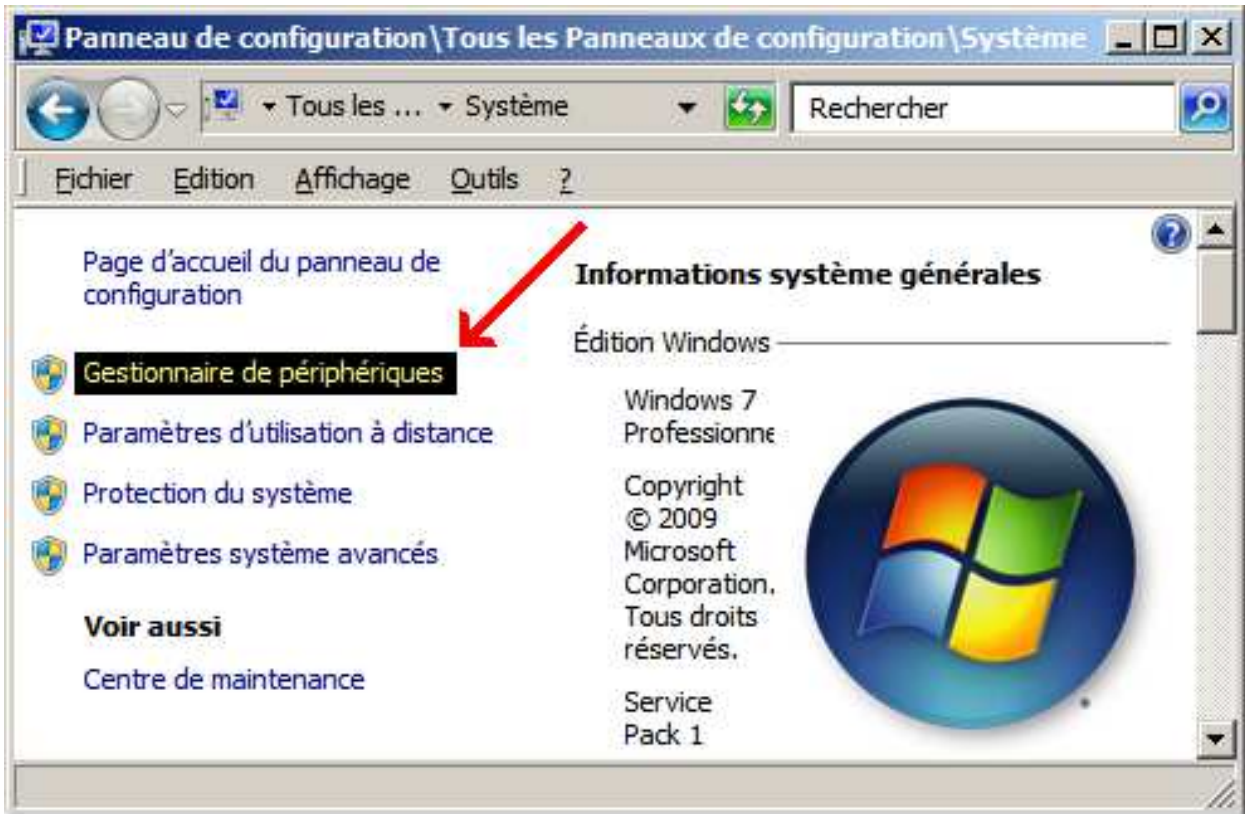 Panneau de configuration\Tous les Panneaux de configuration\Système
Tous les ... Système
Rechercher
Fichier Edition Affichage Outils ?
Page d'accueil du panneau de
configuration
Gestionnaire de périphériques
Paramètres d'utilisation à distance
Protection du système
Paramètres système avancés
Voir aussi
Centre de maintenance
Informations système générales
Édition Windows
Windows 7
Professionne
Copyright
© 2009
Microsoft
Corporation.
Tous droits
réservés.
Service
Pack 1